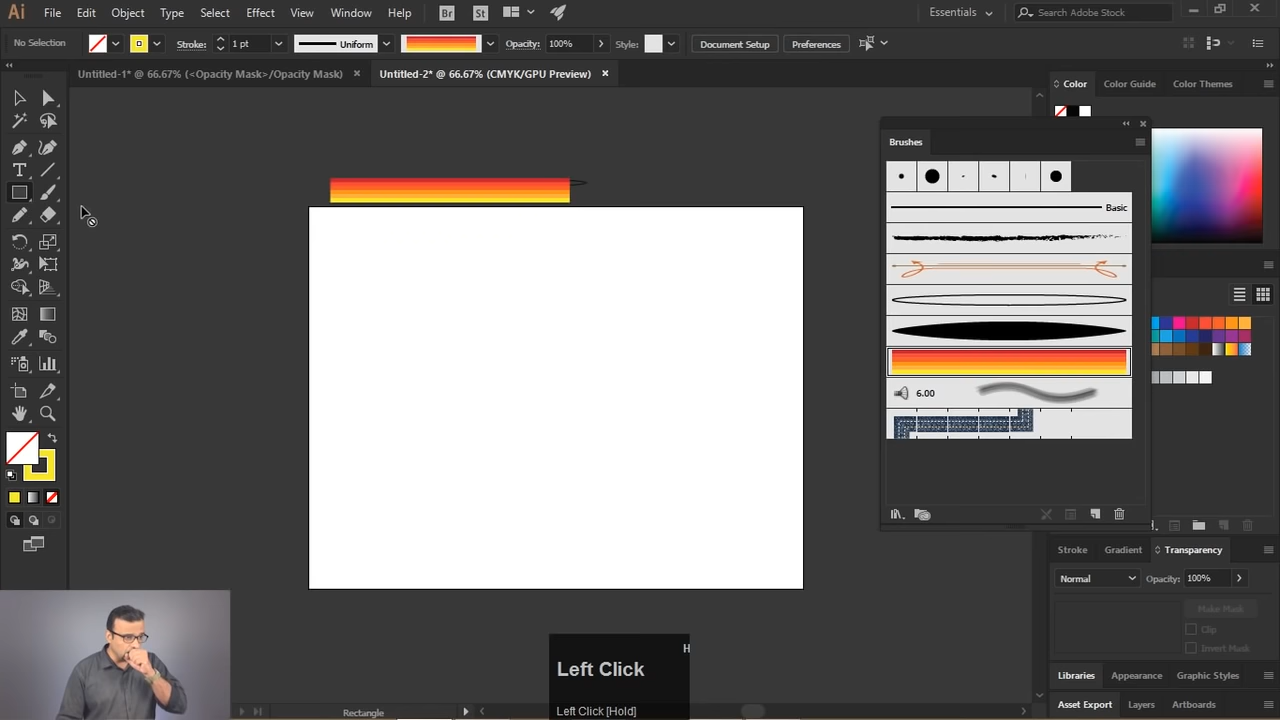 Ai File Edit Object Type Select Effect View Window Help Br St Essentials Search Adobe Stock
No Selection Stroke: 1 pt Uniform Opacity: 100% Style: Document Setup Preferences
Untitled-1* @ 66.67% (<Opacity Mask>/Opacity Mask) Untitled-2* @ 66.67% (CMYK/GPU Preview)
Color Color Guide Color Themes
Brushes
Basic
6.00
Stroke Gradient Transparency
Normal Opacity: 100%
Make Mask
Clip
Invert Mask
Libraries Appearance Graphic Styles
Asset Export Layers Artboards
H
Left Click
Left Click [Hold]
Rectangle